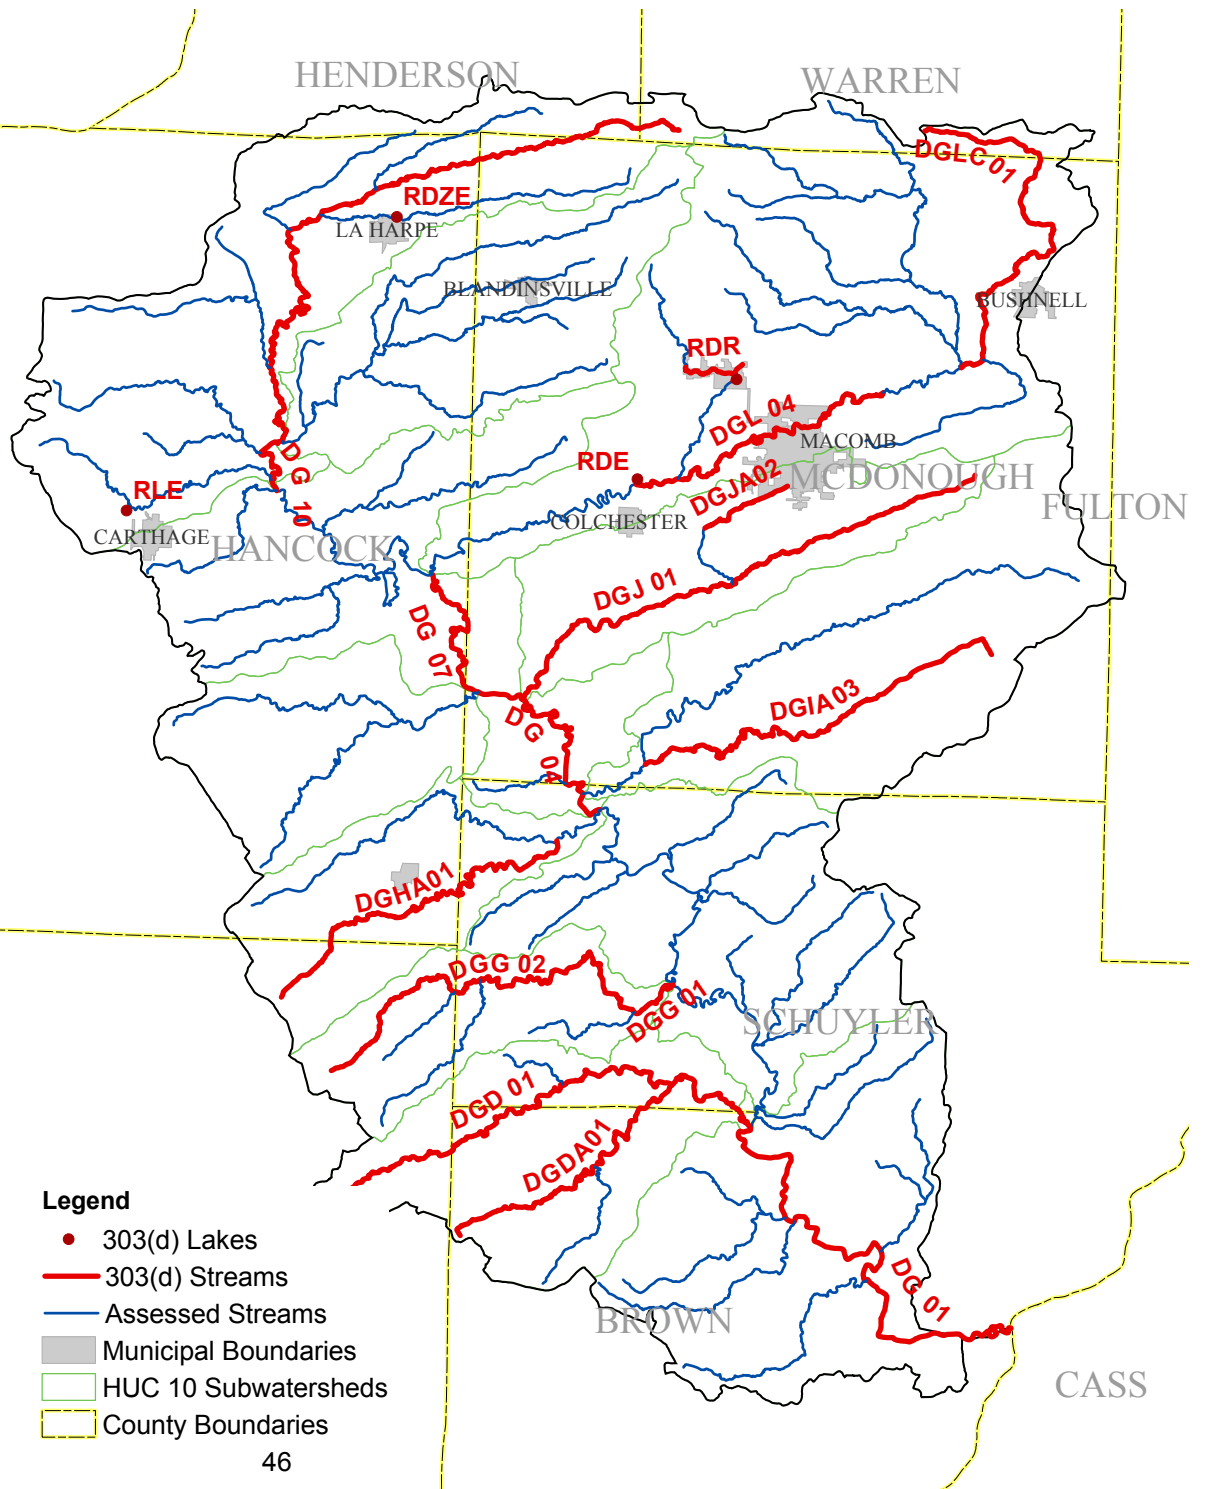 HENDERSON
WARREN
DGLC 01
RDZE
LA HARPE
BLANDINSVILLE
BUSHNELL
RDR
DGL 04
MACOMB
RDE
MCDONOUGH
DG 10
DGJA02
RLE
FULTON
COLCHESTER
CARTHAGE
HANCOCK
DGJ 01
DG 07
DGIA03
DG 04
DGHA01
DGG 02
DGG 01
SCHUYLER
DGD 01
DGDA01
DG 01
BROWN
CASS
Legend
303(d) Lakes
303(d) Streams
Assessed Streams
Municipal Boundaries
HUC 10 Subwatersheds
County Boundaries
46